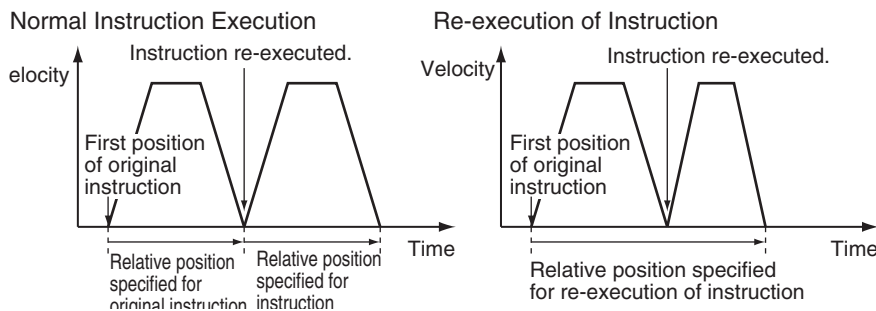 Normal Instruction Execution
Instruction re-executed.
elocity
First position
of original
instruction
Time
Relative position
specified for
original instruction
Relative position
specified for
instruction
Re-execution of Instruction
Instruction re-executed.
Velocity
First position
of original
instruction
Time
Relative position specified
for re-execution of instruction